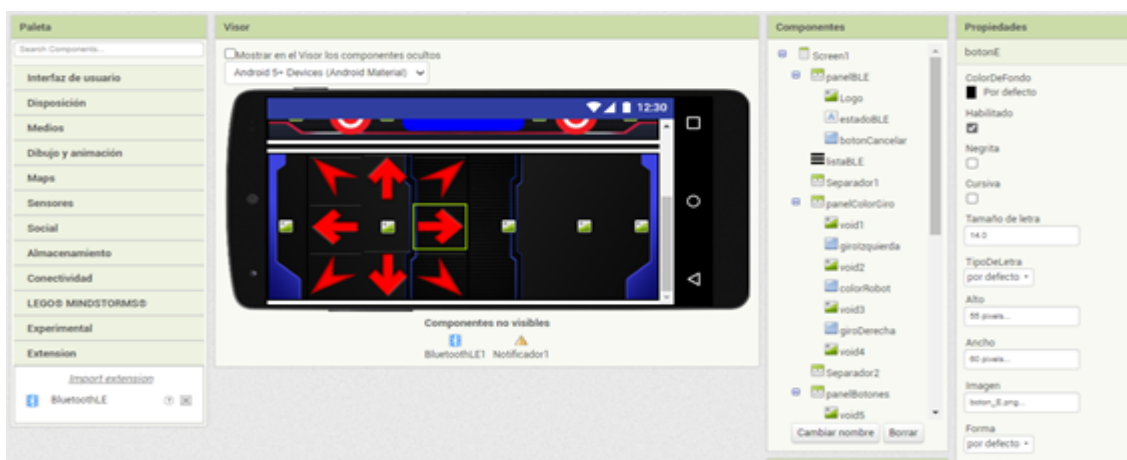 Paleta
Search Components...
Interfaz de usuario
Disposición
Medios
Dibujo y animación
Maps
Sensores
Social
Almacenamiento
Conectividad
LEGO® MINDSTORMS®
Experimental
Extension
Import extension
BluetoothLE
Visor
Mostrar en el Visor los componentes ocultos
Android 5+ Devices (Android Material)
12:30
Componentes no visibles
BluetoothLE1 Notificador1
Componentes
Screen1
panelBLE
Logo
estadoBLE
botonCancelar
listaBLE
Separador1
panelColorGiro
void1
giroIzquierda
void2
colorRobot
void3
giroDerecha
void4
Separador2
panelBotones
void5
Cambiar nombre Borrar
Propiedades
botonE
ColorDeFondo
Por defecto
Habilitado
Negrita
Cursiva
Tamaño de letra
14.0
TipoDeLetra
por defecto
Alto
55 pixels...
Ancho
60 pixels...
Imagen
boton_E.png...
Forma
por defecto